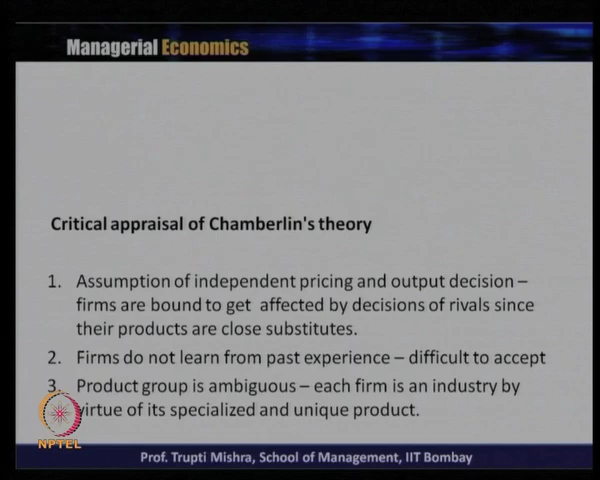 Managerial Economics
Critical appraisal of Chamberlin's theory
1. Assumption of independent pricing and output decision –
firms are bound to get affected by decisions of rivals since
their products are close substitutes.
2. Firms do not learn from past experience – difficult to accept
3. Product group is ambiguous – each firm is an industry by
virtue of its specialized and unique product.
NPTEL
Prof. Trupti Mishra, School of Management, IIT Bombay